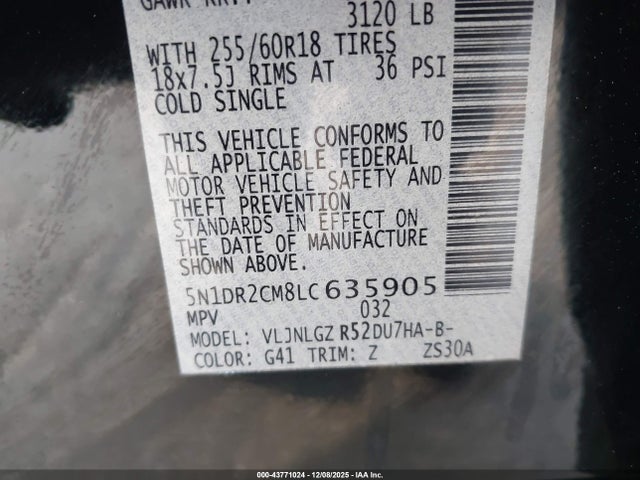 3120 LB
WITH 255/60R18 TIRES
18x7.5J RIMS AT 36 PSI
COLD SINGLE
THIS VEHICLE CONFORMS TO
ALL APPLICABLE FEDERAL
MOTOR VEHICLE SAFETY AND
THEFT PREVENTION
STANDARDS IN EFFECT ON
THE DATE OF MANUFACTURE
SHOWN ABOVE.
5N1DR2CM8LC635905
MPV 032
MODEL: VLJNLGZ R52DU7HA-B-
COLOR: G41 TRIM: Z ZS30A
000-43771024 - 12/08/2025 - IAA Inc.